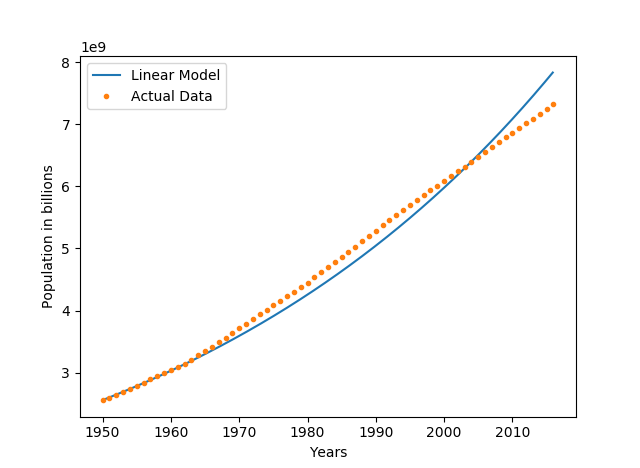 1e9
8
7
6
5
4
3
Population in billions
Linear Model
Actual Data
1950 1960 1970 1980 1990 2000 2010
Years